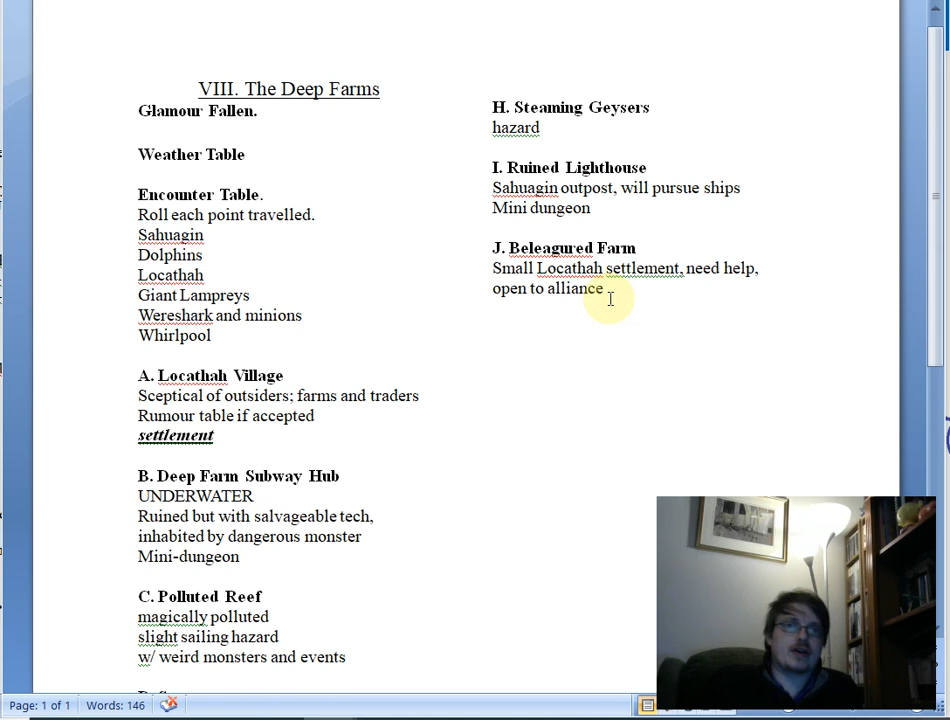 VIII. The Deep Farms
Glamour Fallen.
Weather Table
Encounter Table.
Roll each point travelled.
Sahuagin
Dolphins
Locathah
Giant Lampreys
Wereshark and minions
Whirlpool
A. Locathah Village
Sceptical of outsiders; farms and traders
Rumour table if accepted
settlement
B. Deep Farm Subway Hub
UNDERWATER
Ruined but with salvageable tech,
inhabited by dangerous monster
Mini-dungeon
C. Polluted Reef
magically polluted
slight sailing hazard
w/ weird monsters and events
H. Steaming Geysers
hazard
I. Ruined Lighthouse
Sahuagin outpost, will pursue ships
Mini dungeon
J. Beleagured Farm
Small Locathah settlement, need help,
open to alliance
Page: 1 of 1
Words: 146